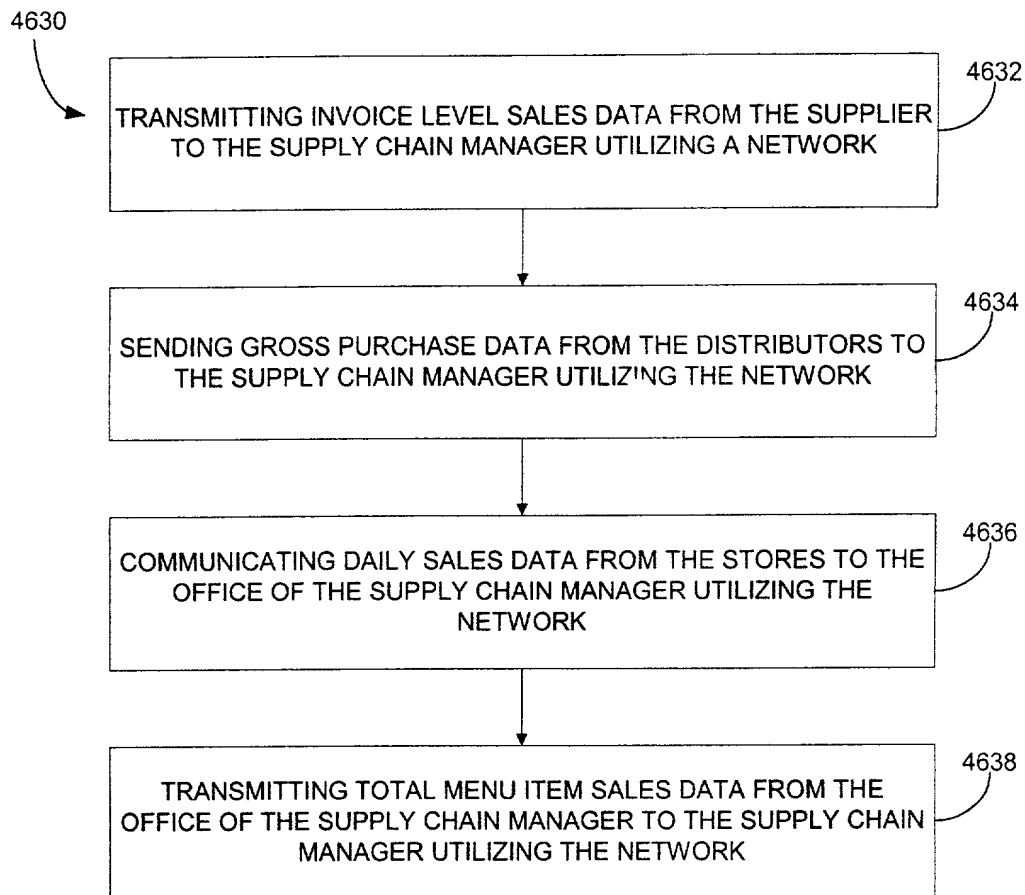 4630
4632
TRANSMITTING INVOICE LEVEL SALES DATA FROM THE SUPPLIER
TO THE SUPPLY CHAIN MANAGER UTILIZING A NETWORK
4634
SENDING GROSS PURCHASE DATA FROM THE DISTRIBUTORS TO
THE SUPPLY CHAIN MANAGER UTILIZING THE NETWORK
4636
COMMUNICATING DAILY SALES DATA FROM THE STORES TO THE
OFFICE OF THE SUPPLY CHAIN MANAGER UTILIZING THE
NETWORK
4638
TRANSMITTING TOTAL MENU ITEM SALES DATA FROM THE
OFFICE OF THE SUPPLY CHAIN MANAGER TO THE SUPPLY CHAIN
MANAGER UTILIZING THE NETWORK